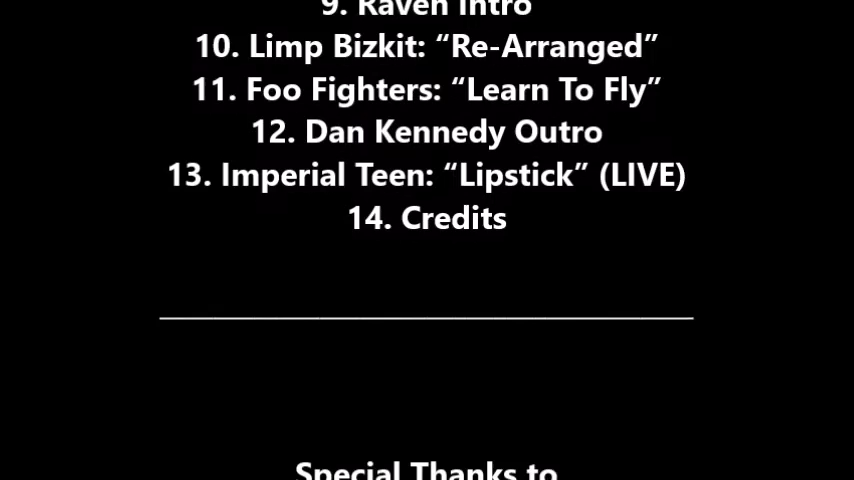 9. Raven Intro
10. Limp Bizkit: “Re-Arranged”
11. Foo Fighters: “Learn To Fly”
12. Dan Kennedy Outro
13. Imperial Teen: “Lipstick” (LIVE)
14. Credits
Special Thanks to